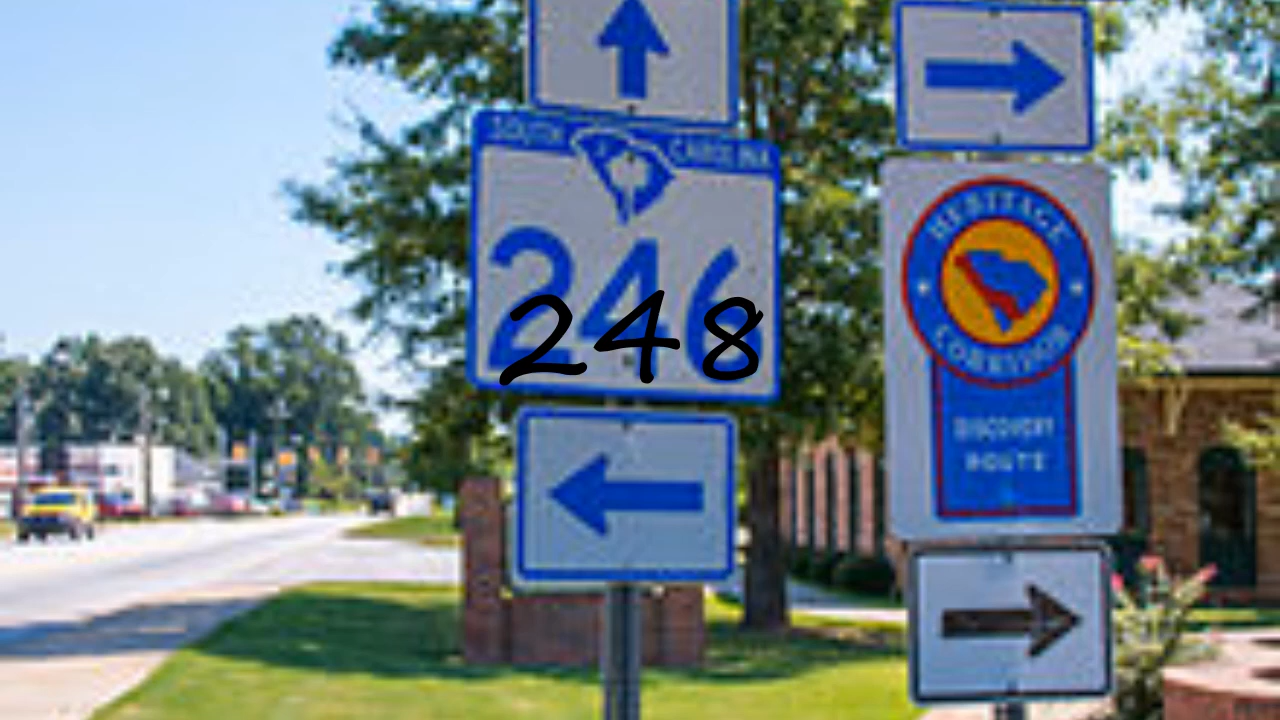 SOUTH CAROLINA
246
248
HERITAGE
CORRIDOR
DISCOVERY
ROUTE